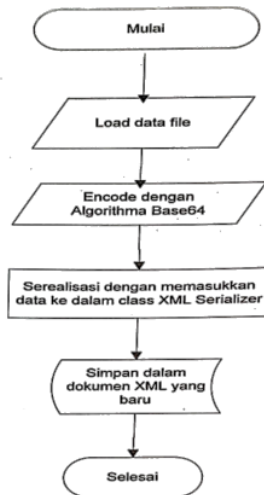 Mulai
Load data file
Encode dengan
Algorithma Base64
Serealisasi dengan memasukkan
data ke dalam class XML Serializer
Simpan dalam
dokumen XML yang
baru
Selesai